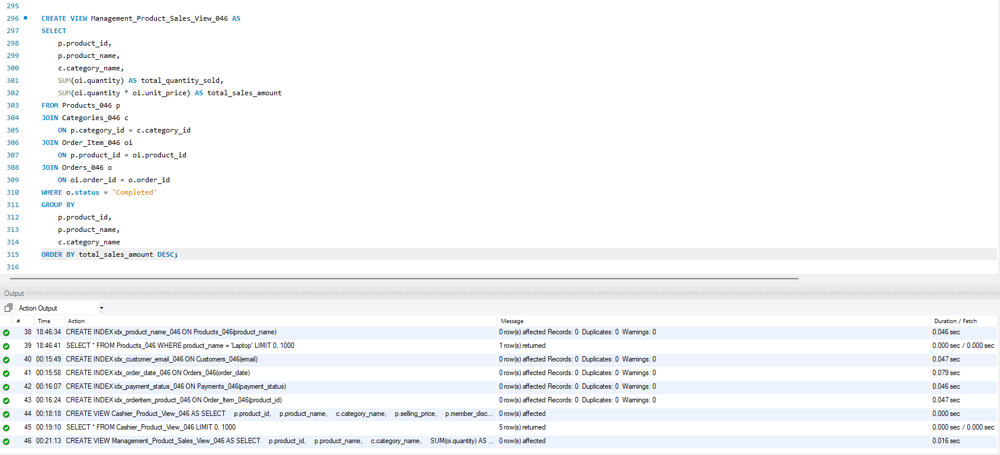 295
296 CREATE VIEW Management_Product_Sales_View_046 AS
297 SELECT
298 p.product_id,
299 p.product_name,
300 c.category_name,
301 SUM(oi.quantity) AS total_quantity_sold,
302 SUM(oi.quantity * oi.unit_price) AS total_sales_amount
303 FROM Products_046 p
304 JOIN Categories_046 c
305 ON p.category_id = c.category_id
306 JOIN Order_Item_046 oi
307 ON p.product_id = oi.product_id
308 JOIN Orders_046 o
309 ON oi.order_id = o.order_id
310 WHERE o.status = 'Completed'
311 GROUP BY
312 p.product_id,
313 p.product_name,
314 c.category_name
315 ORDER BY total_sales_amount DESC;
316
Output
Action Output
# Time Action Message Duration / Fetch
38 18:46:34 CREATE INDEX idx_product_name_046 ON Products_046(product_name) 0 row(s) affected Records: 0 Duplicates: 0 Warnings: 0 0.046 sec
39 18:46:41 SELECT * FROM Products_046 WHERE product_name = 'Laptop' LIMIT 0, 1000 1 row(s) returned 0.000 sec / 0.000 sec
40 00:15:49 CREATE INDEX idx_customer_email_046 ON Customers_046(email) 0 row(s) affected Records: 0 Duplicates: 0 Warnings: 0 0.047 sec
41 00:15:58 CREATE INDEX idx_order_date_046 ON Orders_046(order_date) 0 row(s) affected Records: 0 Duplicates: 0 Warnings: 0 0.079 sec
42 00:16:07 CREATE INDEX idx_payment_status_046 ON Payments_046(payment_status) 0 row(s) affected Records: 0 Duplicates: 0 Warnings: 0 0.046 sec
43 00:16:24 CREATE INDEX idx_orderitem_product_046 ON Order_Item_046(product_id) 0 row(s) affected Records: 0 Duplicates: 0 Warnings: 0 0.047 sec
44 00:18:18 CREATE VIEW Cashier_Product_View_046 AS SELECT p.product_id, p.product_name, c.category_name, p.selling_price, p.member_disc... 0 row(s) affected 0.000 sec
45 00:19:10 SELECT * FROM Cashier_Product_View_046 LIMIT 0, 1000 5 row(s) returned 0.000 sec / 0.000 sec
46 00:21:13 CREATE VIEW Management_Product_Sales_View_046 AS SELECT p.product_id, p.product_name, c.category_name, SUM(oi.quantity) AS ... 0 row(s) affected 0.016 sec